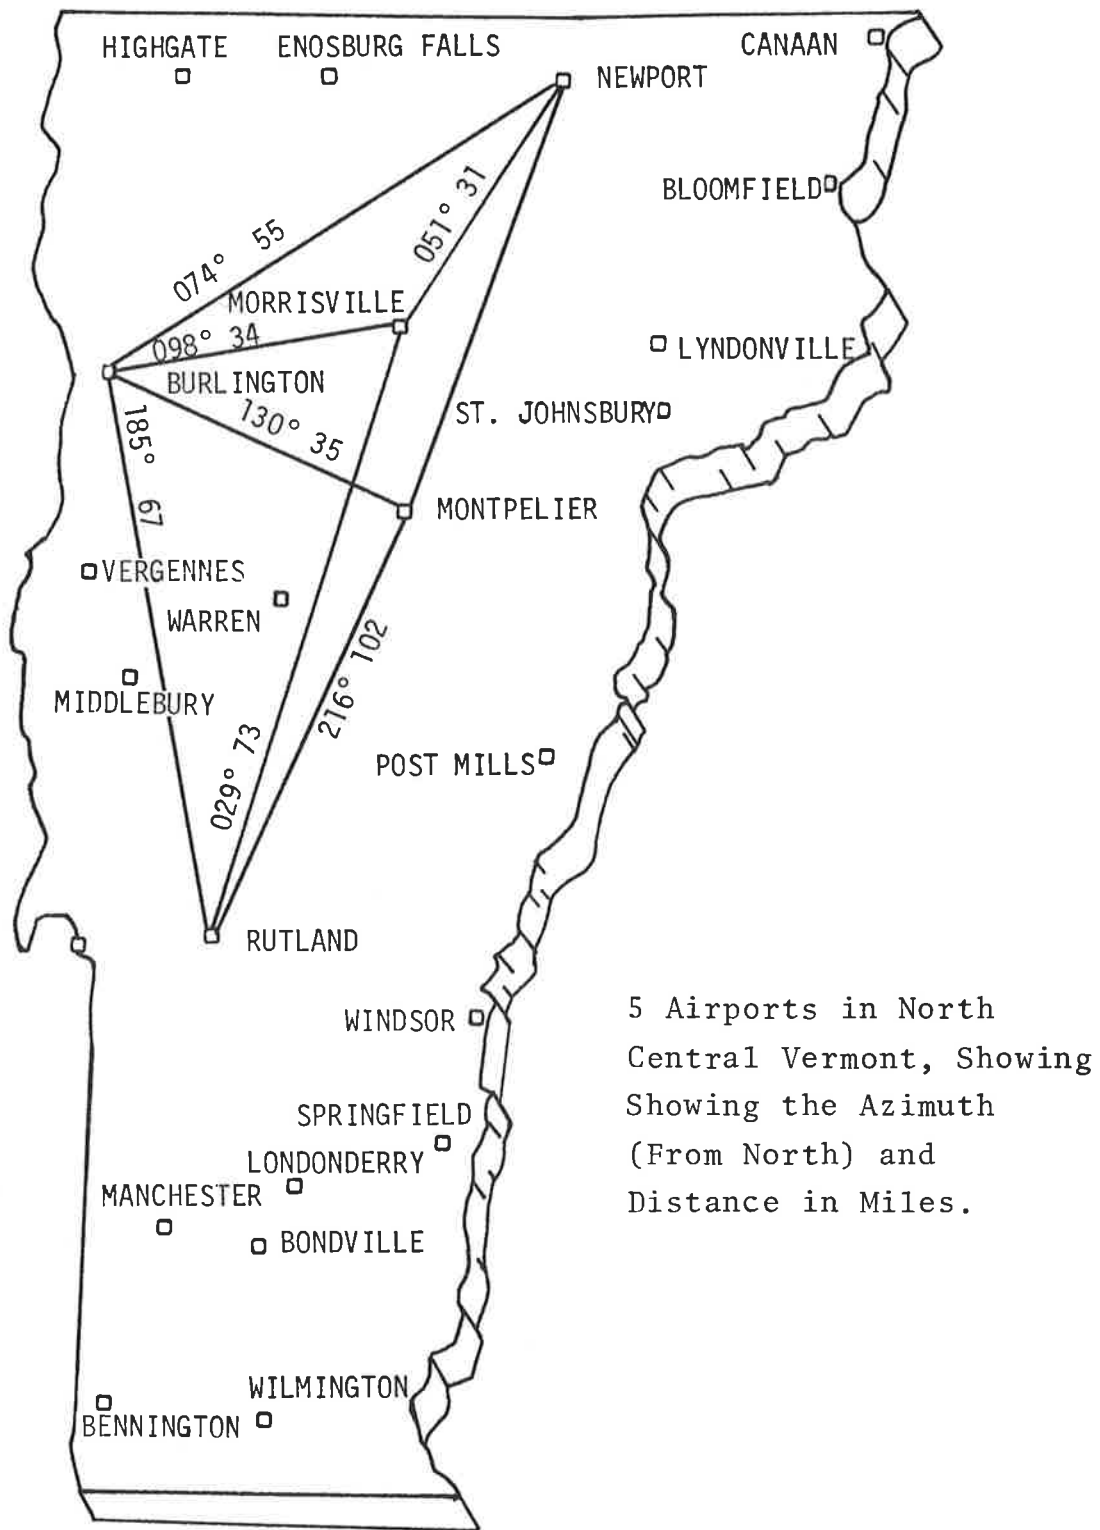 HIGHGATE
ENOSBURG FALLS
CANAAN
NEWPORT
BLOOMFIELD
051° 31
074° 55
MORRISVILLE
098° 34
LYNDONVILLE
BURLINGTON
130° 35
ST. JOHNSBURY
185° 67
MONTPELIER
VERGENNES
WARREN
MIDDLEBURY
216° 102
029° 73
POST MILLS
RUTLAND
WINDSOR
5 Airports in North
Central Vermont, Showing
Showing the Azimuth
(From North) and
Distance in Miles.
SPRINGFIELD
LONDONDERRY
MANCHESTER
BONDVILLE
WILMINGTON
BENNINGTON